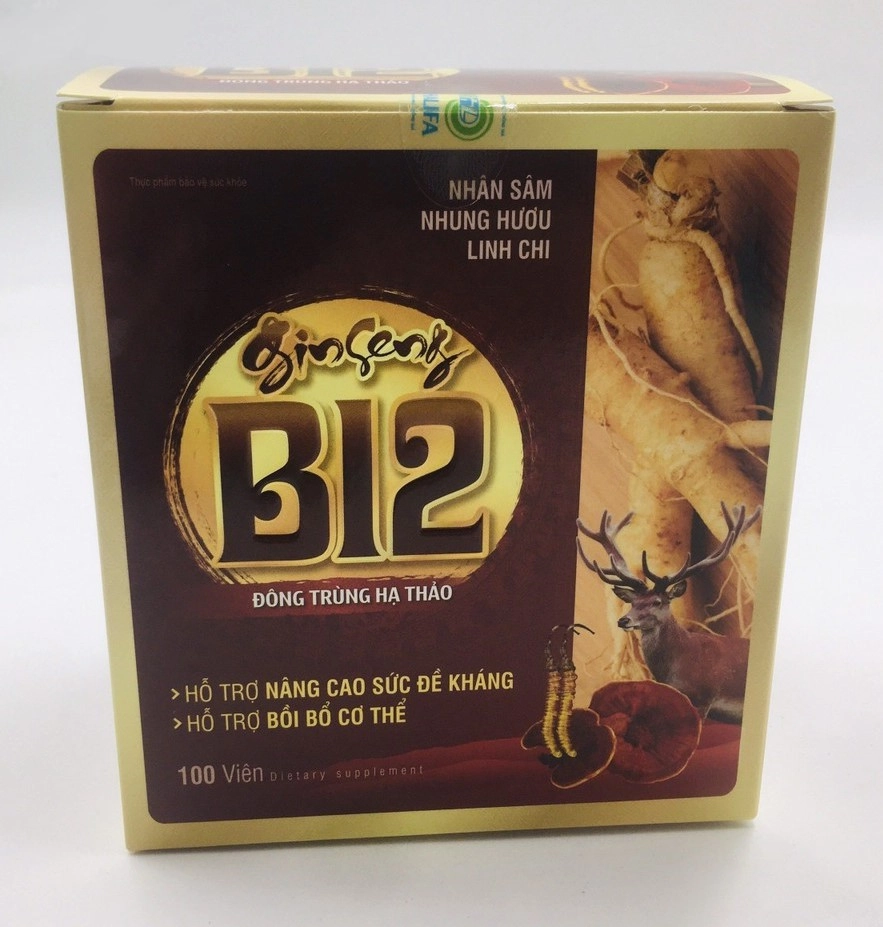 B12
ĐÔNG TRÙNG HẠ THẢO
Thực phẩm bảo vệ sức khỏe
NHÂN SÂM
NHUNG HƯƠU
LINH CHI
Ginseng
B12
ĐÔNG TRÙNG HẠ THẢO
> HỖ TRỢ NÂNG CAO SỨC ĐỀ KHÁNG
> HỖ TRỢ BỒI BỔ CƠ THỂ
100 Viên Dietary supplement